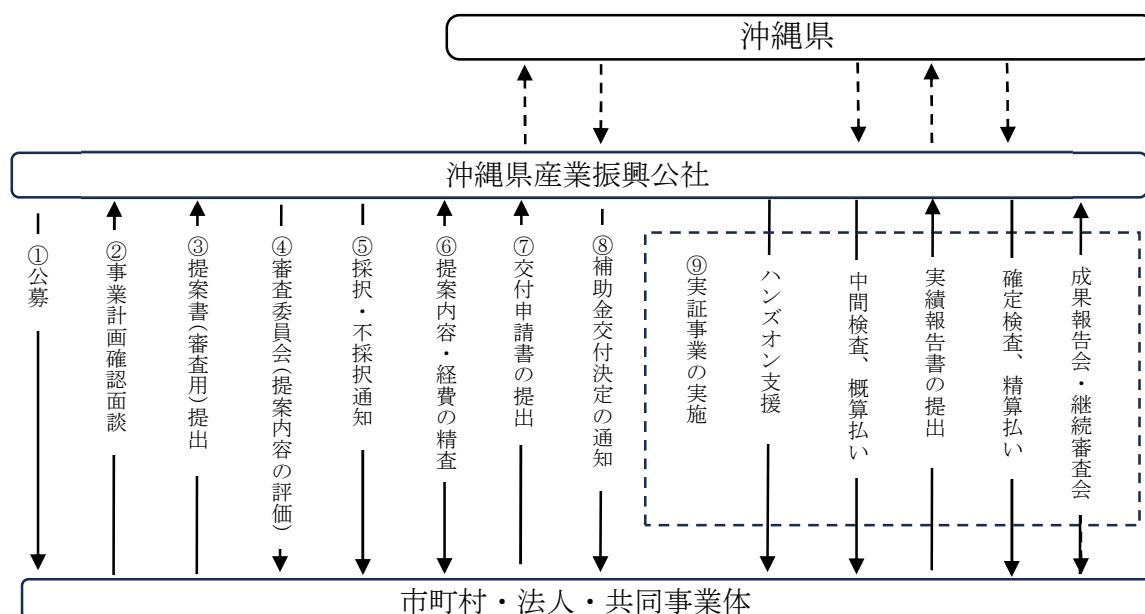 沖縄県
沖縄県産業振興公社
①公募
②事業計画確認面談
③提案書(審査用)提出
④審査委員会(提案内容の評価)
⑤採択・不採択通知
⑥提案内容・経費の精査
⑦交付申請書の提出
⑧補助金交付決定の通知
⑨実証事業の実施
ハンズオン支援
中間検査、概算払い
実績報告書の提出
確定検査、精算払い
成果報告会・継続審査会
市町村・法人・共同事業体